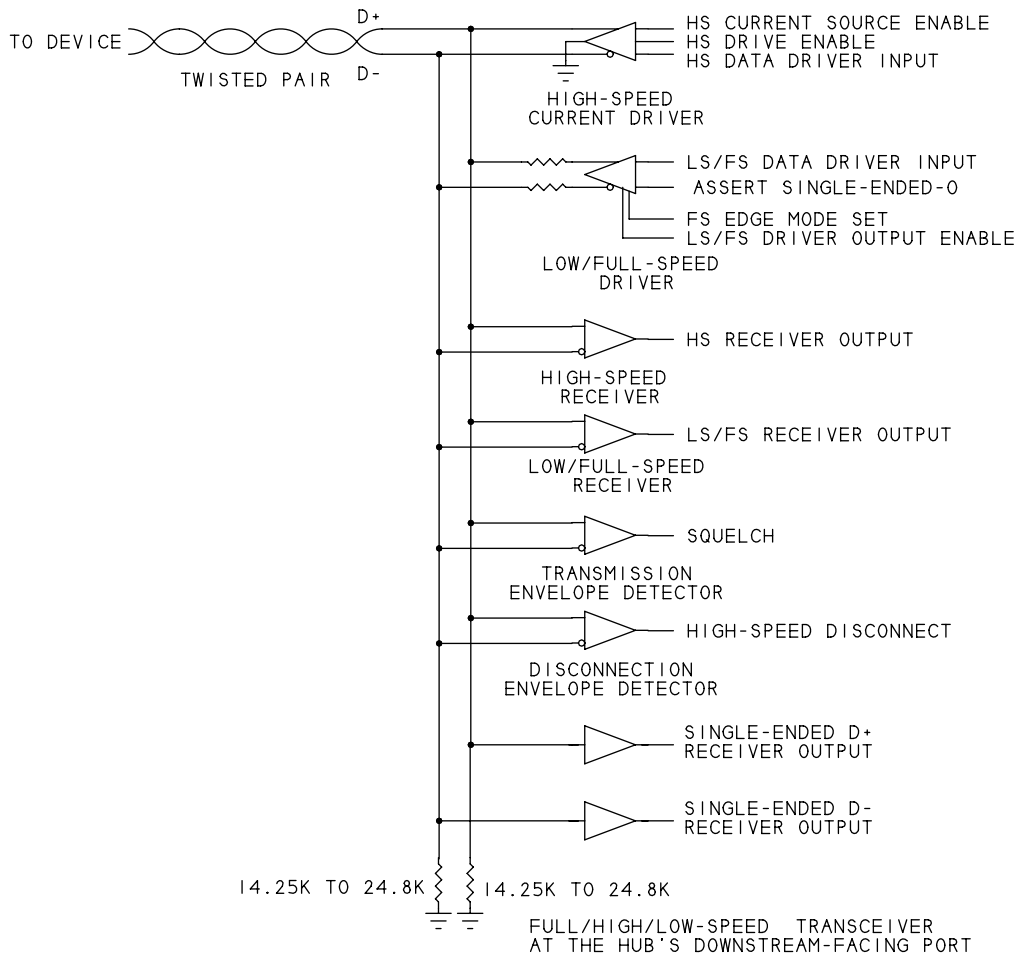 D+
TO DEVICE
TWISTED PAIR
D-
HS CURRENT SOURCE ENABLE
HS DRIVE ENABLE
HS DATA DRIVER INPUT
HIGH-SPEED
CURRENT DRIVER
LS/FS DATA DRIVER INPUT
ASSERT SINGLE-ENDED-0
FS EDGE MODE SET
LS/FS DRIVER OUTPUT ENABLE
LOW/FULL-SPEED
DRIVER
HS RECEIVER OUTPUT
HIGH-SPEED
RECEIVER
LS/FS RECEIVER OUTPUT
LOW/FULL-SPEED
RECEIVER
SQUELCH
TRANSMISSION
ENVELOPE DETECTOR
HIGH-SPEED DISCONNECT
DISCONNECTION
ENVELOPE DETECTOR
SINGLE-ENDED D+
RECEIVER OUTPUT
SINGLE-ENDED D-
RECEIVER OUTPUT
14.25K TO 24.8K
14.25K TO 24.8K
FULL/HIGH/LOW-SPEED TRANSCEIVER
AT THE HUB'S DOWNSTREAM-FACING PORT